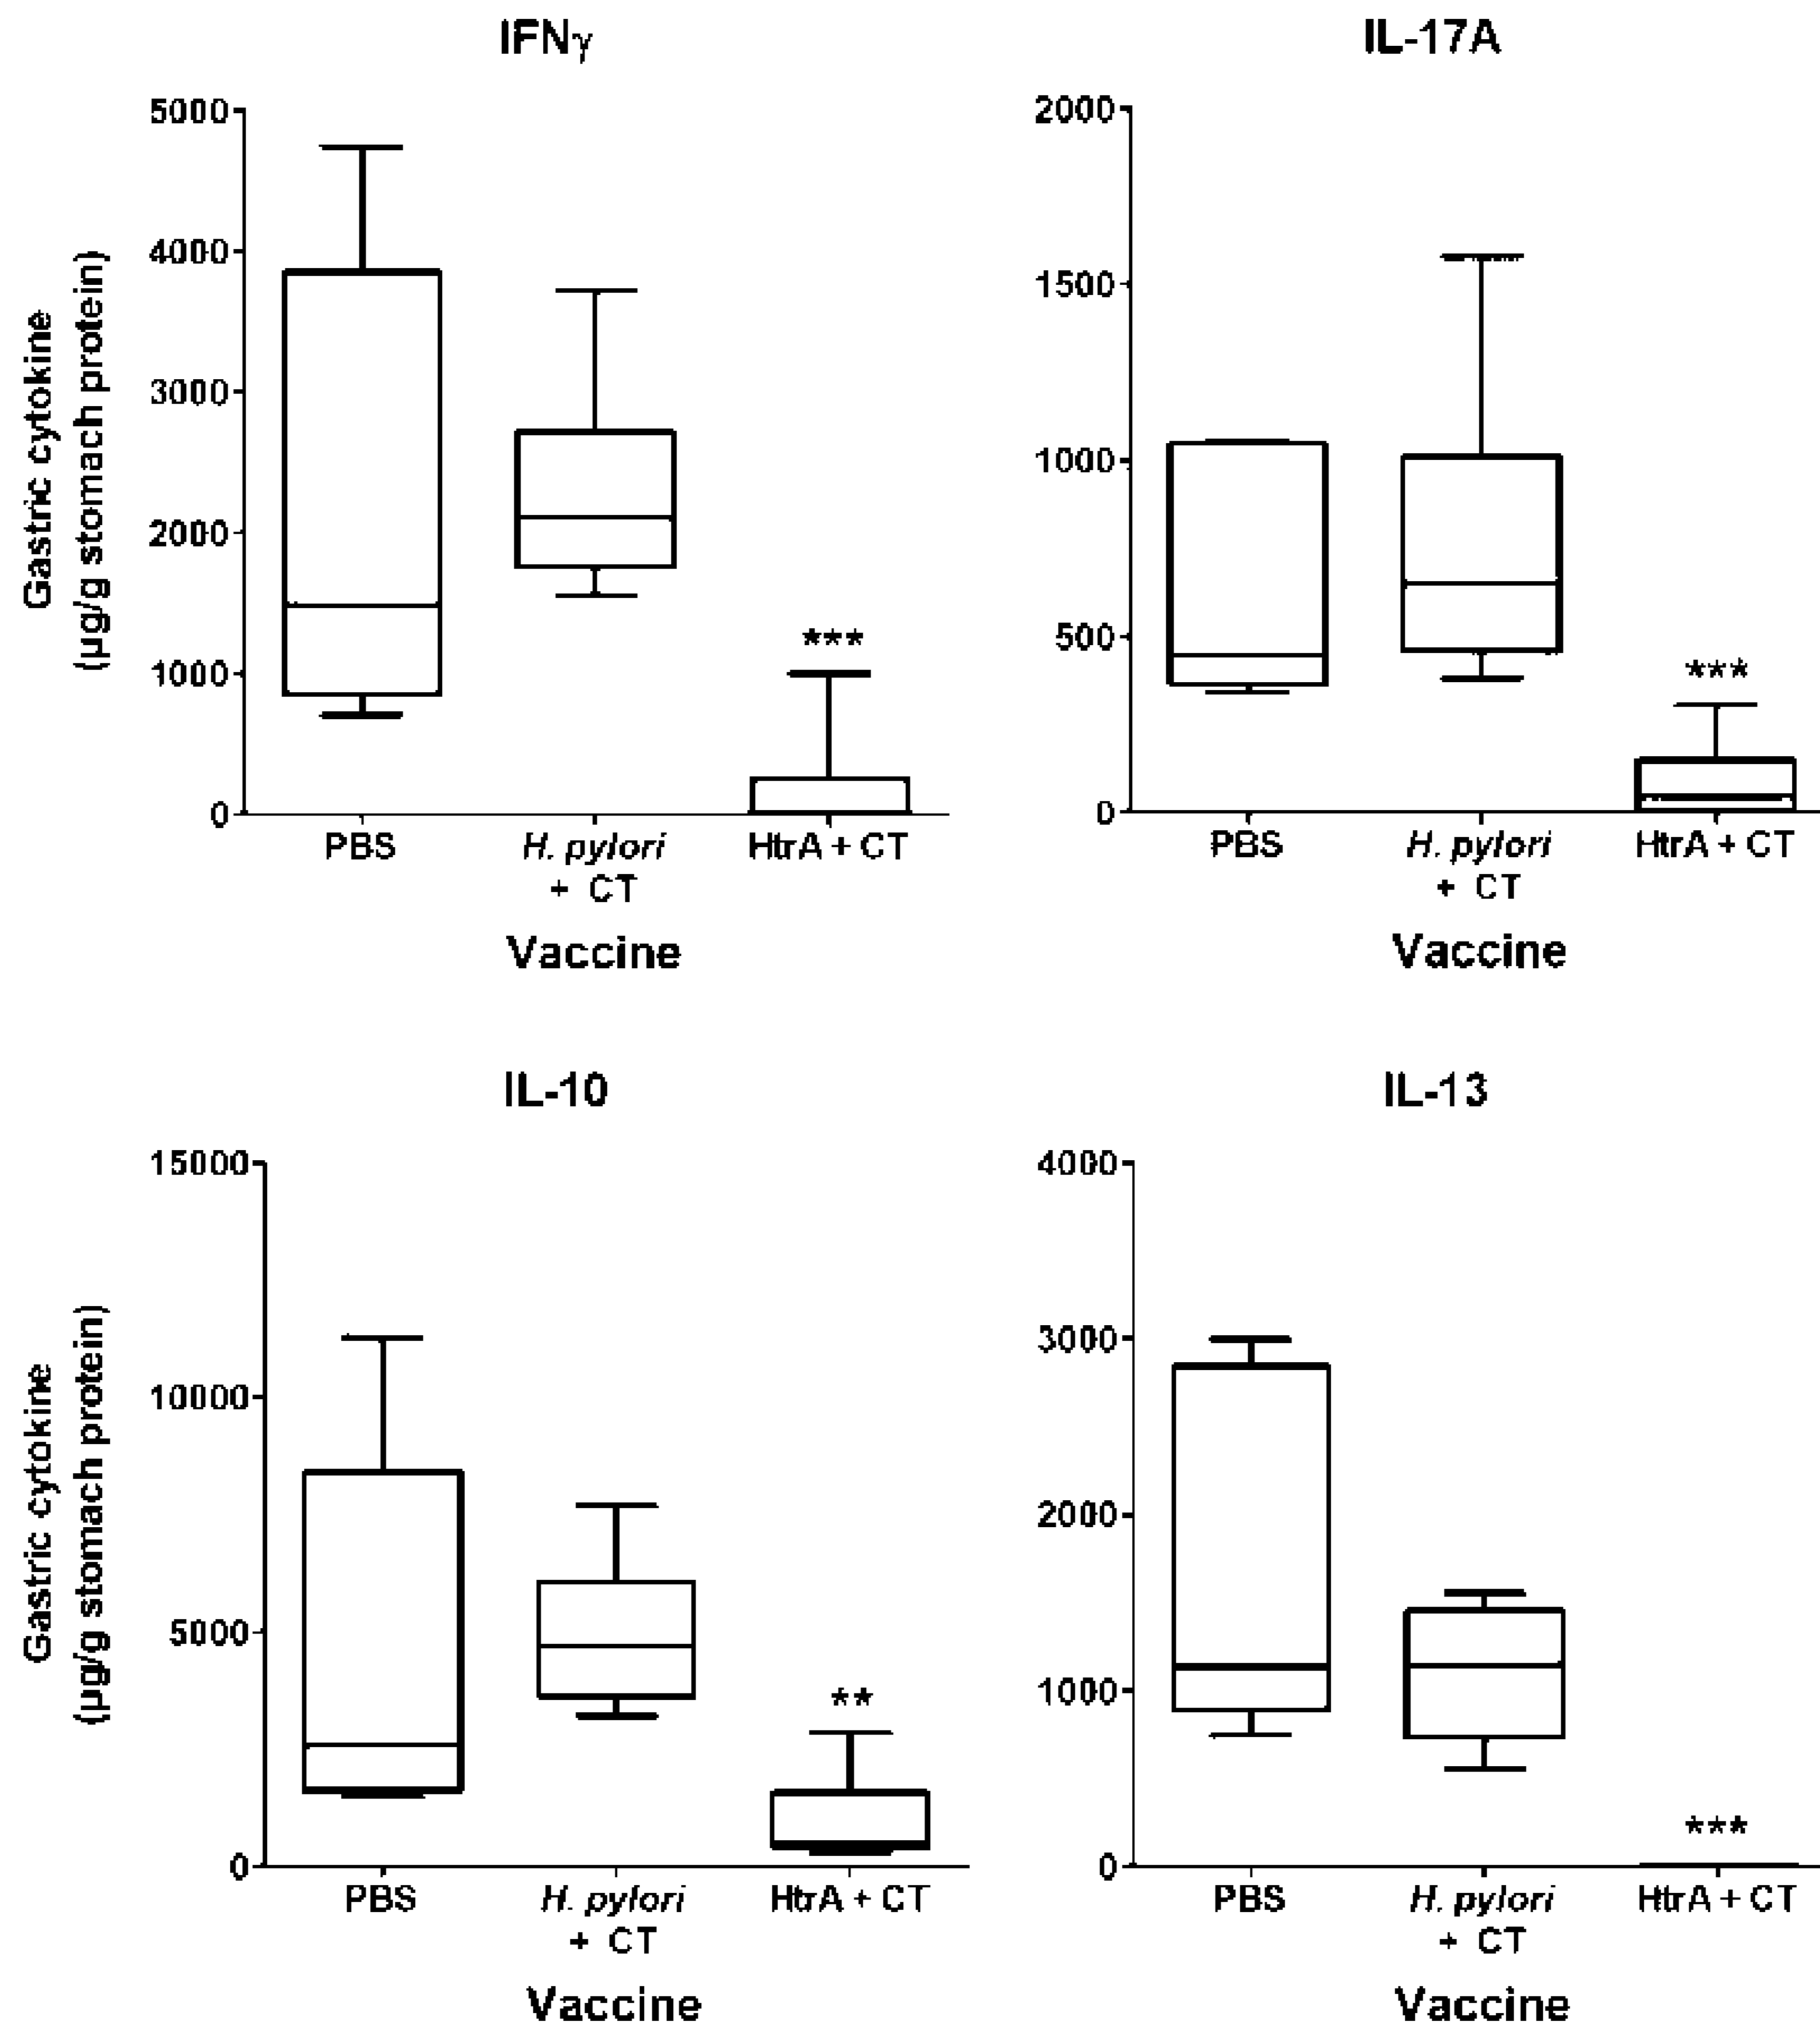 IFNγ
Gastric cytokine
(µg/g stomach protein)
5000
4000
3000
2000
1000
0
***
PBS
H. pylori
+ CT
HtrA + CT
Vaccine
IL-17A
2000
1500
1000
500
0
***
PBS
H. pylori
+ CT
HtrA + CT
Vaccine
IL-10
Gastric cytokine
(µg/g stomach protein)
15000
10000
5000
0
**
PBS
H. pylori
+ CT
HtrA + CT
Vaccine
IL-13
4000
3000
2000
1000
0
***
PBS
H. pylori
+ CT
HtrA + CT
Vaccine